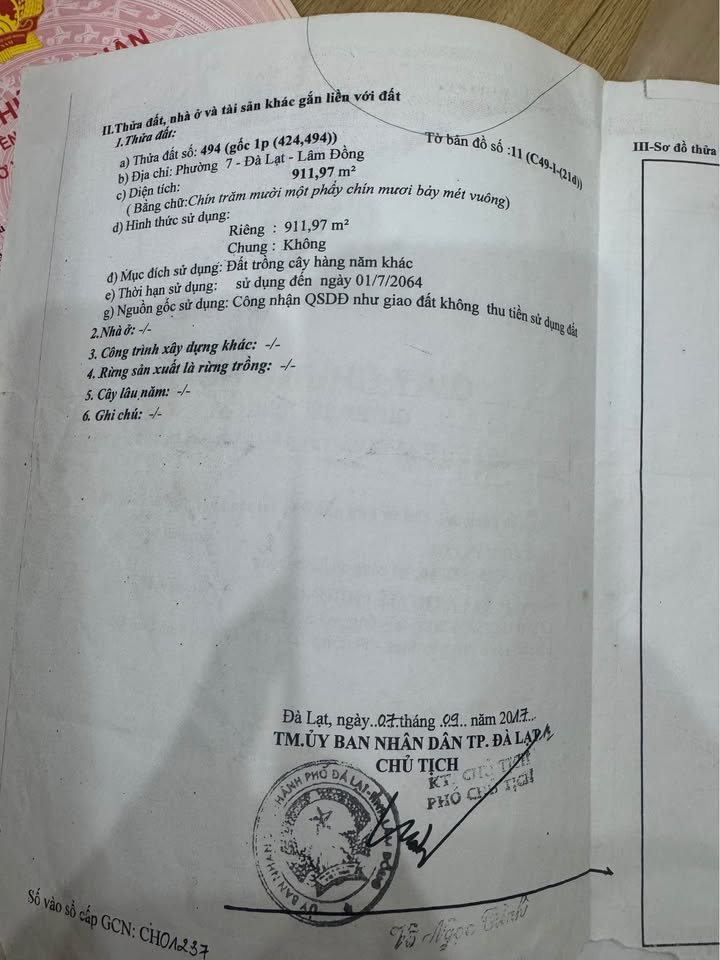 II.Thửa đất, nhà ở và tài sản khác gắn liền với đất
1.Thửa đất:
a) Thửa đất số: 494 (gốc 1p (424,494)) Tờ bản đồ số :11 (C49-1-(21d))
b) Địa chỉ: Phường 7 - Đà Lạt - Lâm Đồng
c) Diện tích: 911,97 m²
( Bằng chữ:Chín trăm mười một phẩy chín mươi bảy mét vuông)
d) Hình thức sử dụng:
Riêng : 911,97 m²
Chung : Không
đ) Mục đích sử dụng: Đất trồng cây hàng năm khác
e) Thời hạn sử dụng: sử dụng đến ngày 01/7/2064
g) Nguồn gốc sử dụng: Công nhận QSDĐ như giao đất không thu tiền sử dụng đất
2.Nhà ở: -/-
3. Công trình xây dựng khác: -/-
4. Rừng sản xuất là rừng trồng: -/-
5. Cây lâu năm: -/-
6. Ghi chú: -/-
Đà Lạt, ngày..07.tháng .09.. năm 2017...
TM.ỦY BAN NHÂN DÂN TP. ĐÀ LẠT
CHỦ TỊCH
KT. CHỦ TỊCH
PHÓ CHỦ TỊCH
ỦY BAN NHÂN THÀNH PHỐ ĐÀ LẠT
Số vào sổ cấp GCN: CH01237
III-Sơ đồ thửa